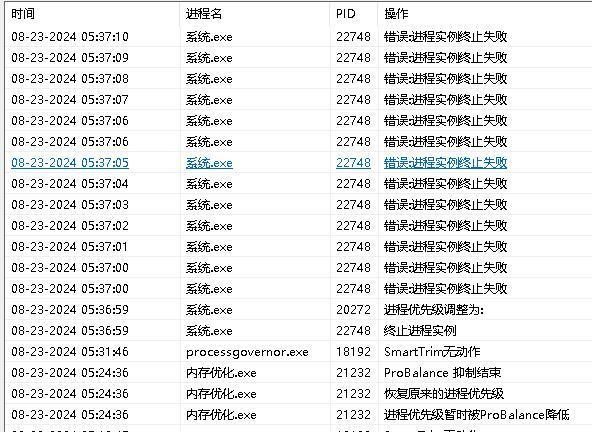 时间 进程名 PID 操作
08-23-2024 05:37:10 系统.exe 22748 错误:进程实例终止失败
08-23-2024 05:37:09 系统.exe 22748 错误:进程实例终止失败
08-23-2024 05:37:08 系统.exe 22748 错误:进程实例终止失败
08-23-2024 05:37:07 系统.exe 22748 错误:进程实例终止失败
08-23-2024 05:37:06 系统.exe 22748 错误:进程实例终止失败
08-23-2024 05:37:06 系统.exe 22748 错误:进程实例终止失败
08-23-2024 05:37:05 系统.exe 22748 错误:进程实例终止失败
08-23-2024 05:37:04 系统.exe 22748 错误:进程实例终止失败
08-23-2024 05:37:03 系统.exe 22748 错误:进程实例终止失败
08-23-2024 05:37:02 系统.exe 22748 错误:进程实例终止失败
08-23-2024 05:37:01 系统.exe 22748 错误:进程实例终止失败
08-23-2024 05:37:00 系统.exe 22748 错误:进程实例终止失败
08-23-2024 05:37:00 系统.exe 22748 错误:进程实例终止失败
08-23-2024 05:36:59 系统.exe 20272 进程优先级调整为:
08-23-2024 05:36:59 系统.exe 22748 终止进程实例
08-23-2024 05:31:46 processgovernor.exe 18192 SmartTrim无动作
08-23-2024 05:24:36 内存优化.exe 21232 ProBalance 抑制结束
08-23-2024 05:24:36 内存优化.exe 21232 恢复原来的进程优先级
08-23-2024 05:24:36 内存优化.exe 21232 进程优先级暂时被ProBalance降低